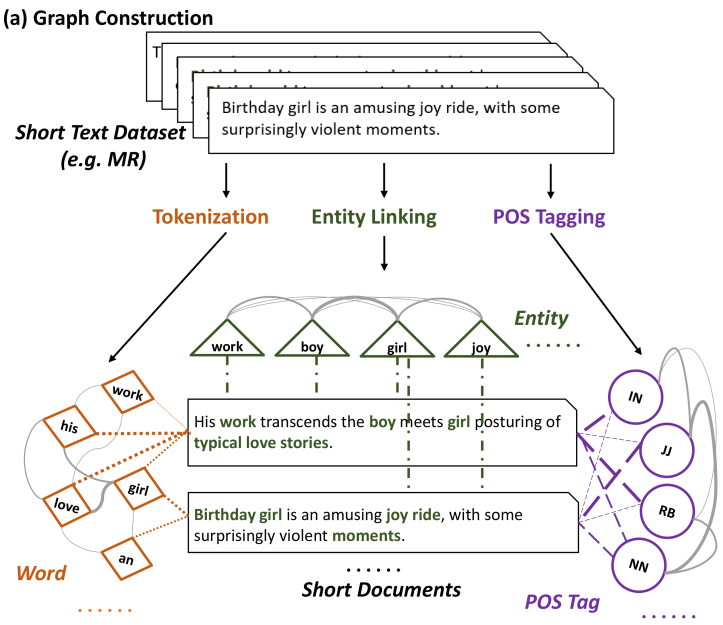 (a) Graph Construction
T
Birthday girl is an amusing joy ride, with some
surprisingly violent moments.
Short Text Dataset
(e.g. MR)
Tokenization
Entity Linking
POS Tagging
Entity
work
boy
girl
joy
......
work
his
love
girl
an
Word
......
His work transcends the boy meets girl posturing of
typical love stories.
Birthday girl is an amusing joy ride, with some
surprisingly violent moments.
......
Short Documents
IN
JJ
RB
NN
POS Tag
......